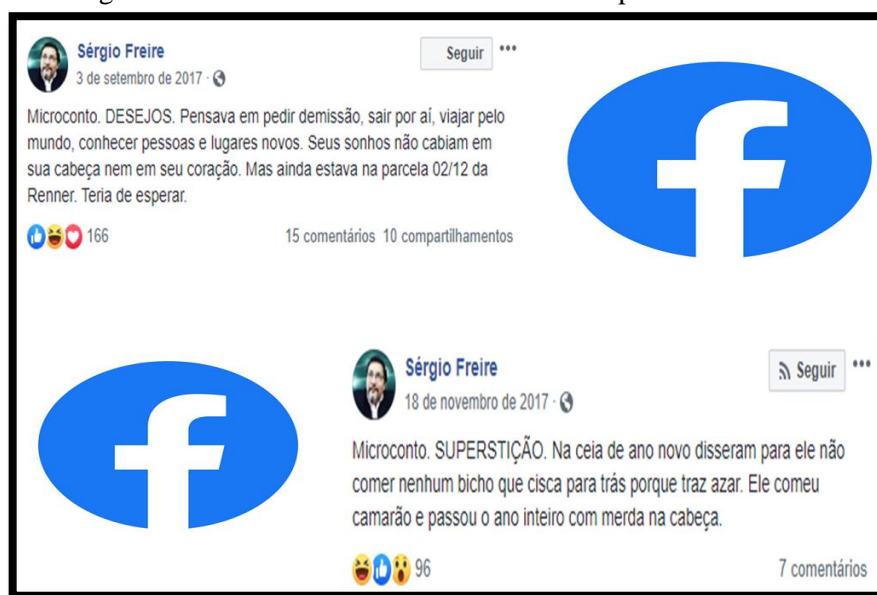 Sérgio Freire
Seguir
3 de setembro de 2017
Microconto. DESEJOS. Pensava em pedir demissão, sair por aí, viajar pelo
mundo, conhecer pessoas e lugares novos. Seus sonhos não cabiam em
sua cabeça nem em seu coração. Mas ainda estava na parcela 02/12 da
Renner. Teria de esperar.
166
15 comentários 10 compartilhamentos
f
f
Sérgio Freire
Seguir
18 de novembro de 2017
Microconto. SUPERSTIÇÃO. Na ceia de ano novo disseram para ele não
comer nenhum bicho que cisca para trás porque traz azar. Ele comeu
camarão e passou o ano inteiro com merda na cabeça.
96
7 comentários